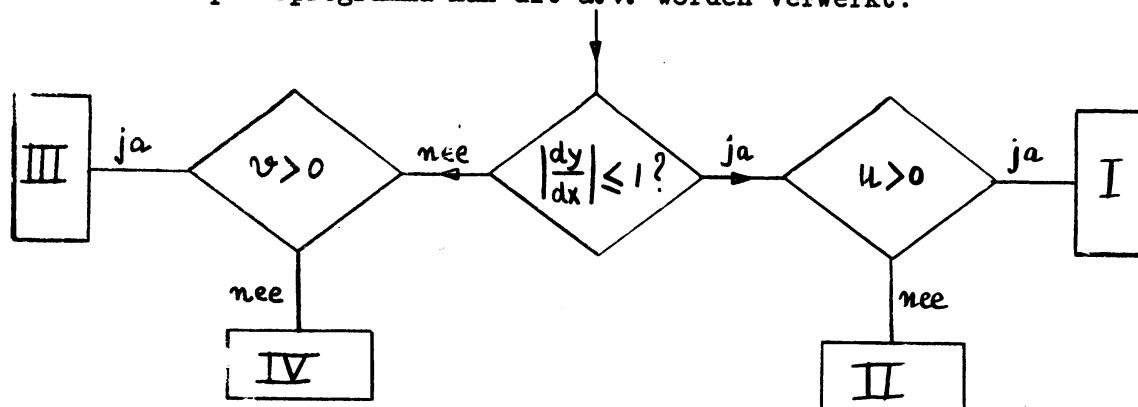 programma kan dit a.v. worden verwerkt:
|dy/dx| ≤ 1?
nee
ja
v>0
u>0
ja
ja
III
I
nee
nee
IV
II